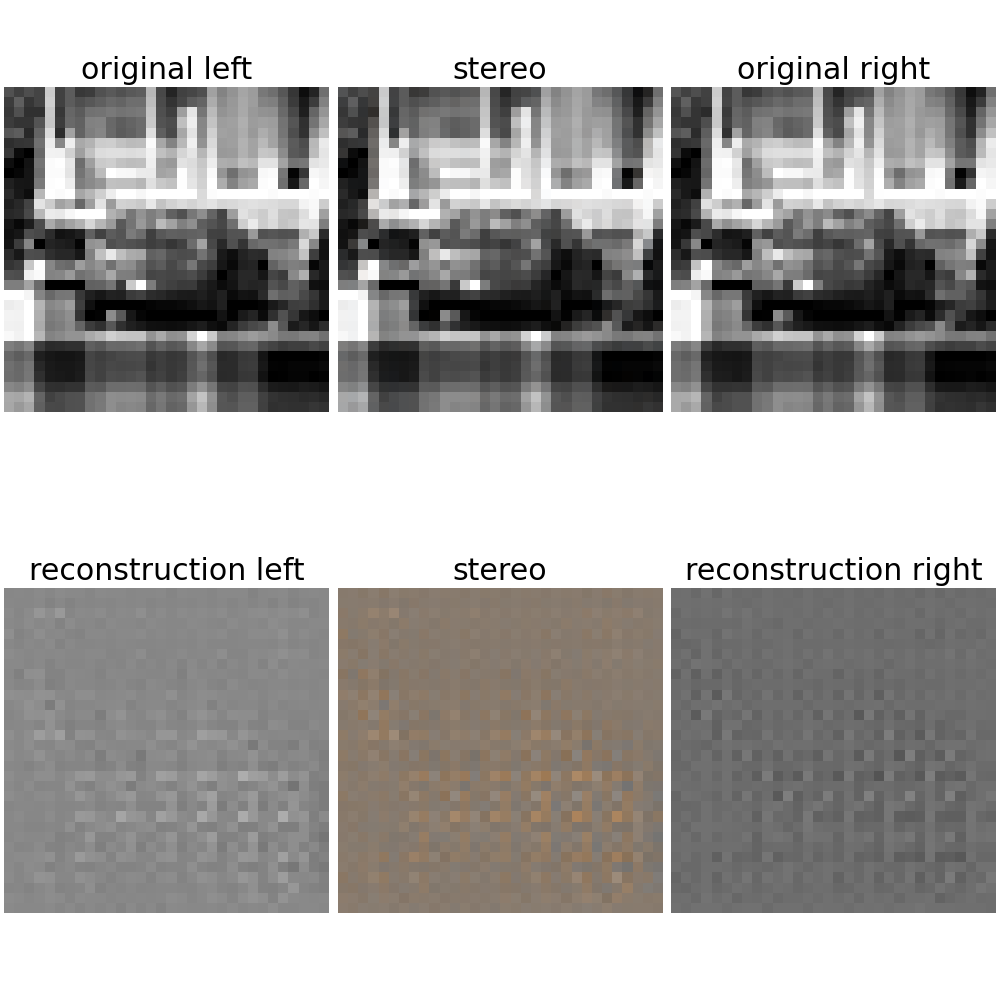 original left
stereo
original right
reconstruction left
stereo
reconstruction right